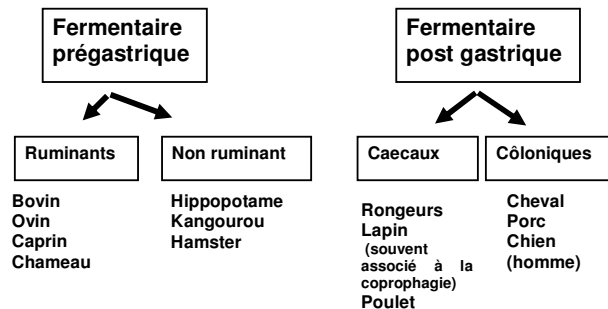 Fermentaire
prégastrique
Fermentaire
post gastrique
Ruminants
Non ruminant
Caecaux
Côloniques
Bovin
Ovin
Caprin
Chameau
Hippopotame
Kangourou
Hamster
Rongeurs
Lapin
(souvent
associé à la
coprophagie)
Poulet
Cheval
Porc
Chien
(homme)